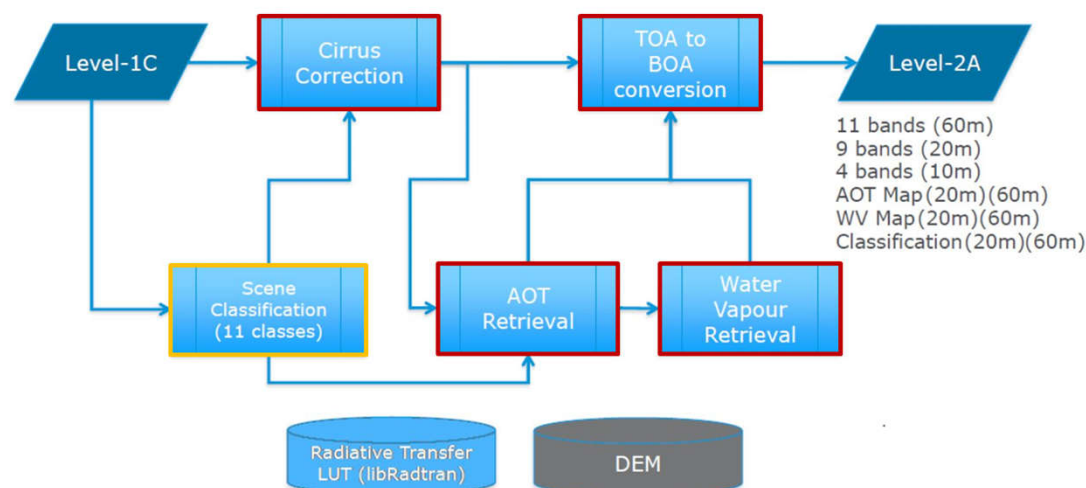 Level-1C
Cirrus
Correction
TOA to
BOA
conversion
Level-2A
11 bands (60m)
9 bands (20m)
4 bands (10m)
AOT Map(20m)(60m)
WV Map(20m)(60m)
Classification(20m)(60m)
Scene
Classification
(11 classes)
AOT
Retrieval
Water
Vapour
Retrieval
Radiative Transfer
LUT (libRadtran)
DEM